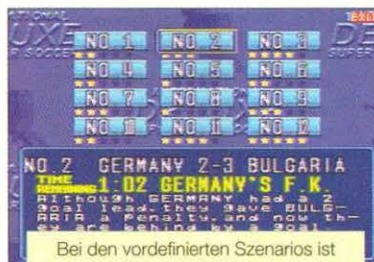 EXIT
NO 1 NO 2 NO 3
NO 4 NO 5 NO 6
NO 7 NO 8 NO 9
NO 10 NO 11 NO 12
NO 2 GERMANY 2-3 BULGARIA
TIME REMAINING 1:02 GERMANY'S F.K.
Although GERMANY had a 2
goal lead,they gave BULG-
ARIA a Penalty,and now th-
ey are behind by a goal.
Bei den vordefinierten Szenarios ist